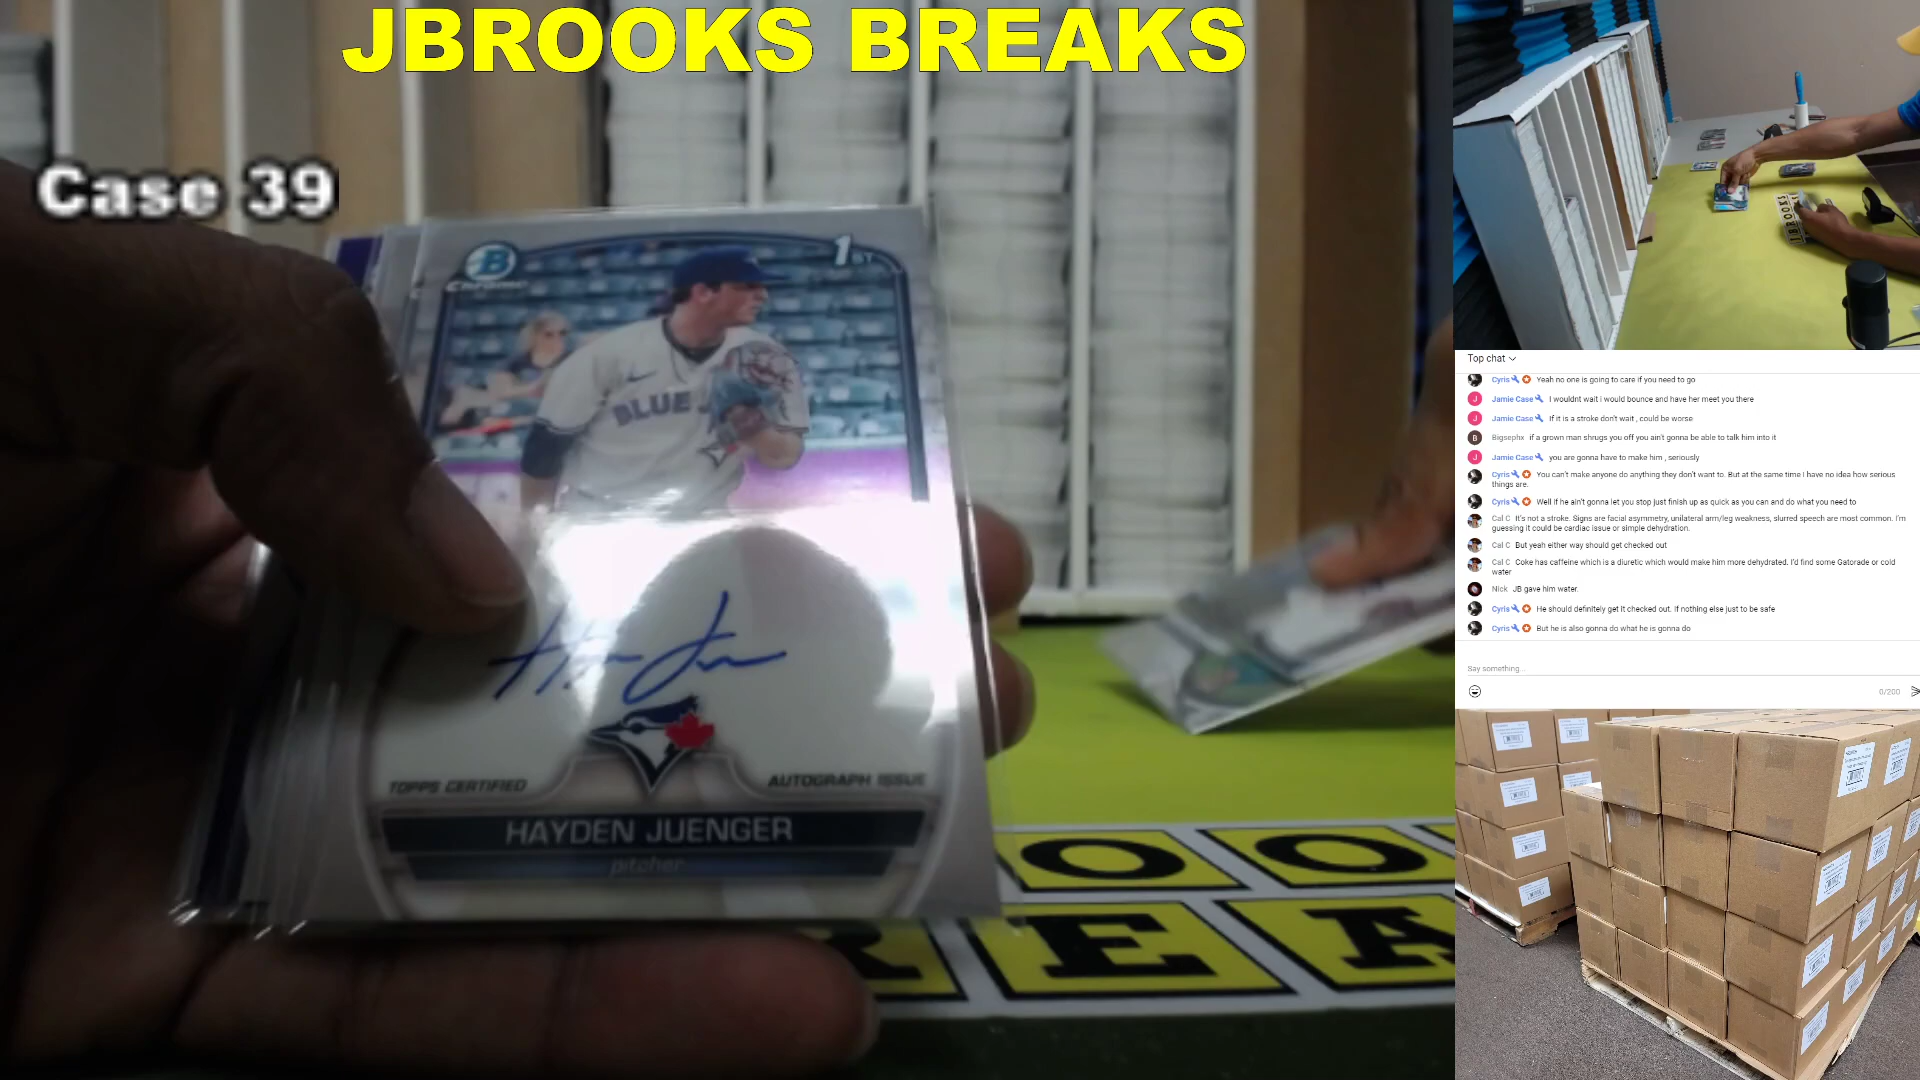 JBROOKS BREAKS
Case 39
B
Chrome
1ST
BLUE J
TOPPS CERTIFIED
AUTOGRAPH ISSUE
HAYDEN JUENGER
pitcher
O O
R E A
JBROOKS
Top chat
Cyris Yeah no one is going to care if you need to go
J Jamie Case I wouldnt wait i would bounce and have her meet you there
J Jamie Case If it is a stroke don't wait , could be worse
B Bigsephx if a grown man shrugs you off you ain't gonna be able to talk him into it
J Jamie Case you are gonna have to make him , seriously
Cyris You can't make anyone do anything they don't want to. But at the same time I have no idea how serious
things are.
Cyris Well if he ain't gonna let you stop just finish up as quick as you can and do what you need to
Cal C It's not a stroke. Signs are facial asymmetry, unilateral arm/leg weakness, slurred speech are most common. I'm
guessing it could be cardiac issue or simple dehydration.
Cal C But yeah either way should get checked out
Cal C Coke has caffeine which is a diuretic which would make him more dehydrated. I'd find some Gatorade or cold
water
Nick JB gave him water.
Cyris He should definitely get it checked out. If nothing else just to be safe
Cyris But he is also gonna do what he is gonna do
Say something...
0/200